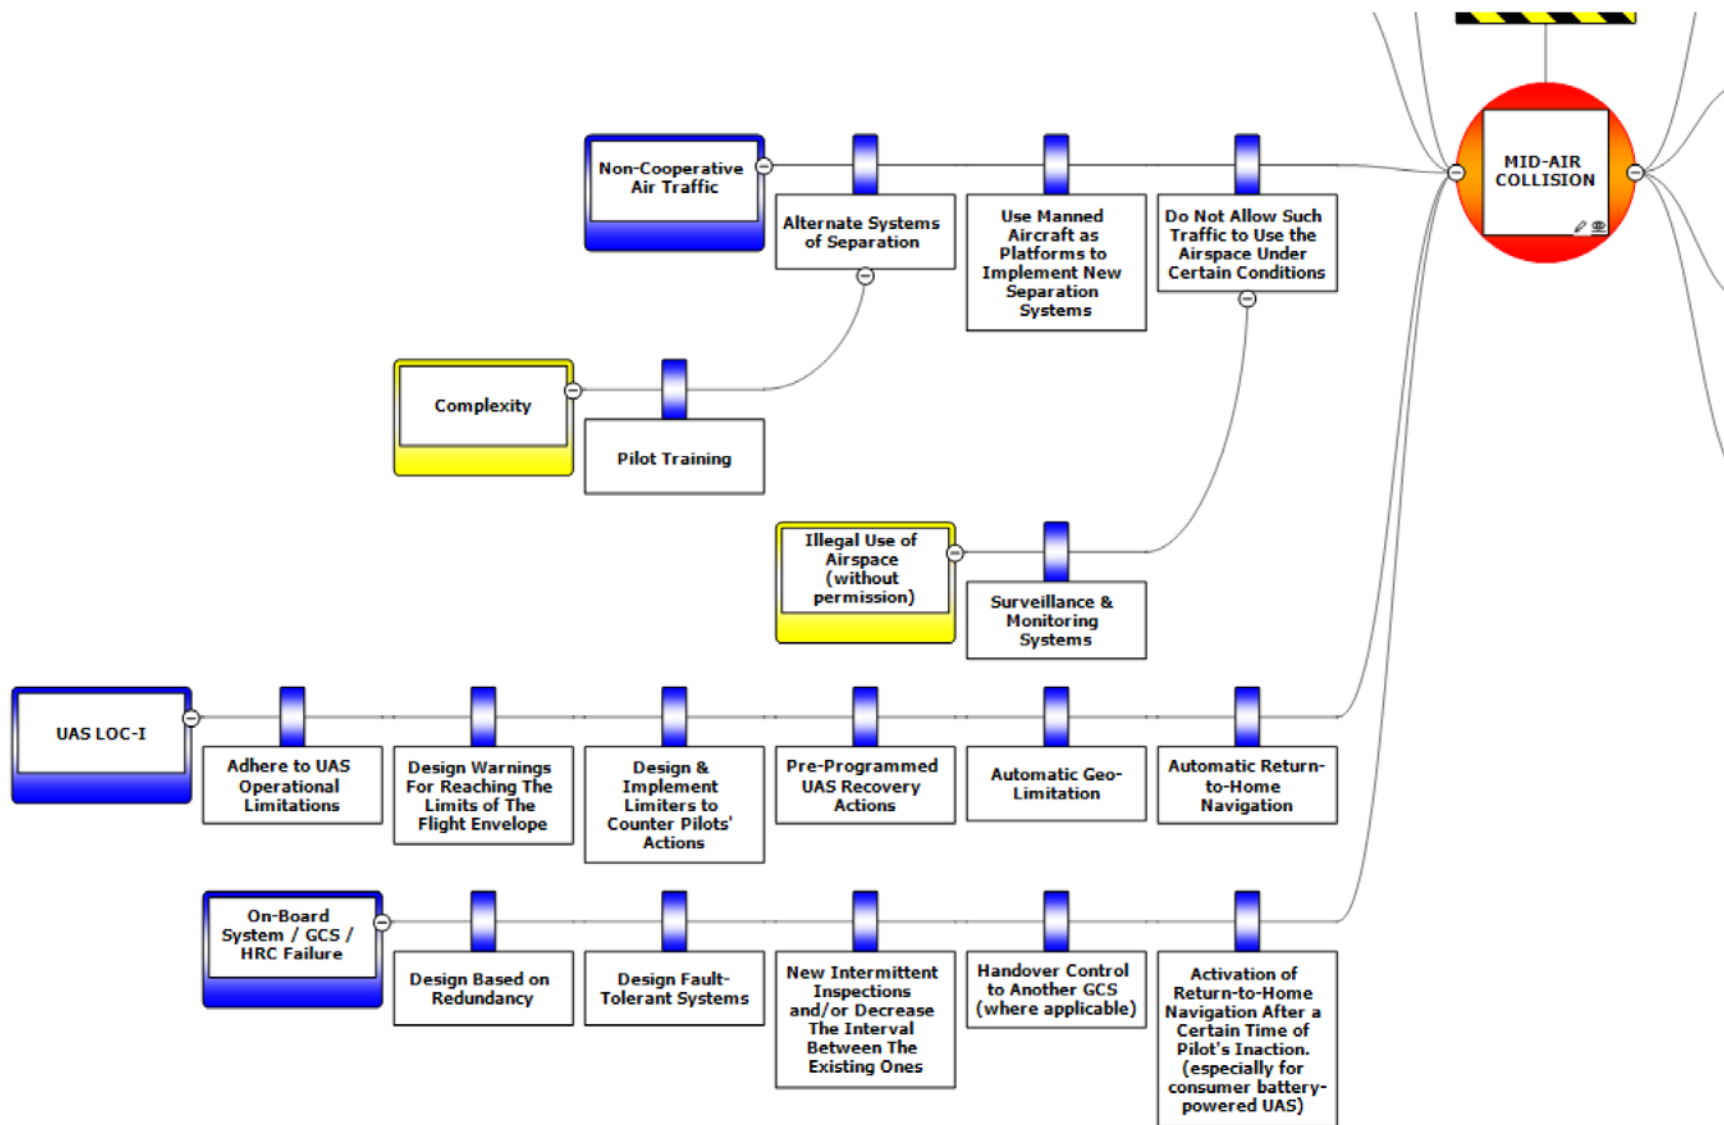 MID-AIR
COLLISION
Non-Cooperative
Air Traffic
Alternate Systems
of Separation
Use Manned
Aircraft as
Platforms to
Implement New
Separation
Systems
Do Not Allow Such
Traffic to Use the
Airspace Under
Certain Conditions
Complexity
Pilot Training
Illegal Use of
Airspace
(without
permission)
Surveillance &
Monitoring
Systems
UAS LOC-I
Adhere to UAS
Operational
Limitations
Design Warnings
For Reaching The
Limits of The
Flight Envelope
Design &
Implement
Limiters to
Counter Pilots'
Actions
Pre-Programmed
UAS Recovery
Actions
Automatic Geo-
Limitation
Automatic Return-
to-Home
Navigation
On-Board
System / GCS /
HRC Failure
Design Based on
Redundancy
Design Fault-
Tolerant Systems
New Intermittent
Inspections
and/or Decrease
The Interval
Between The
Existing Ones
Handover Control
to Another GCS
(where applicable)
Activation of
Return-to-Home
Navigation After a
Certain Time of
Pilot's Inaction.
(especially for
consumer battery-
powered UAS)